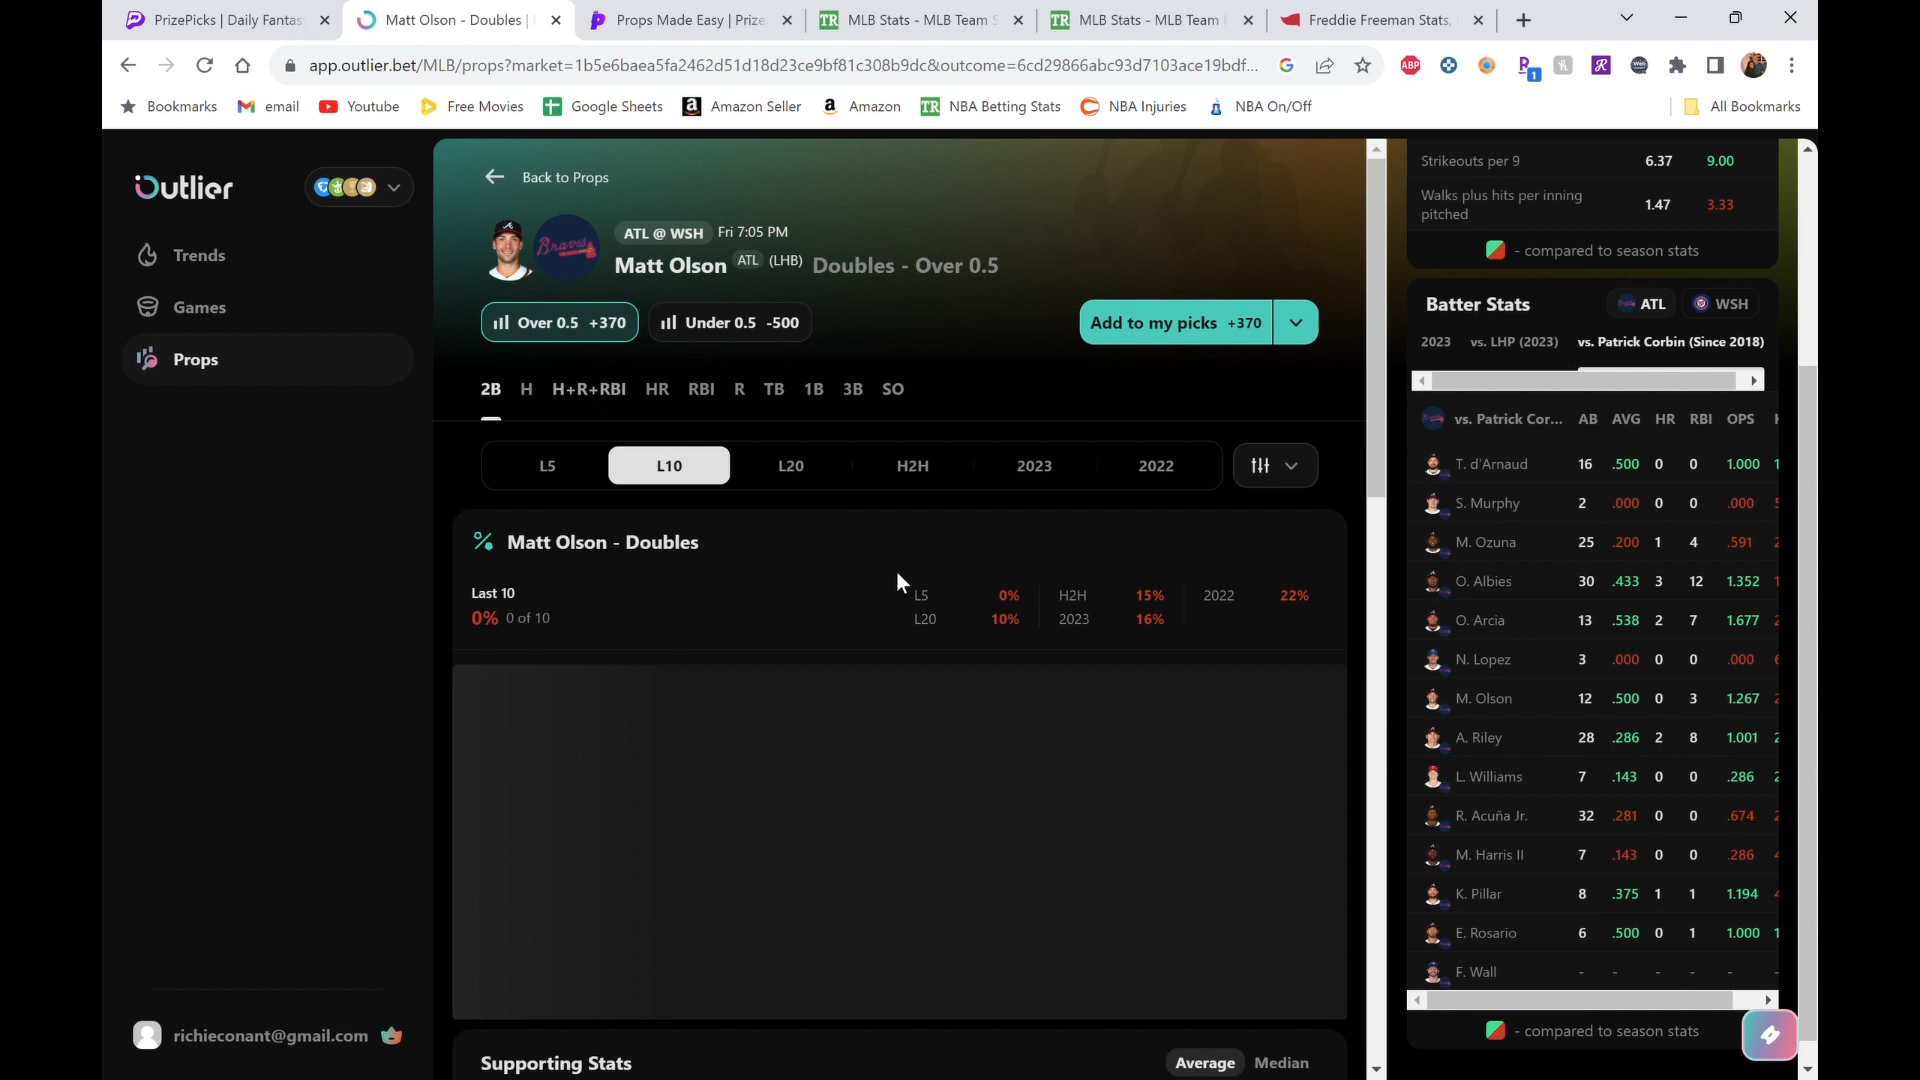 PrizePicks | Daily Fantas
Matt Olson - Doubles |
Props Made Easy | Prize
MLB Stats - MLB Team S
MLB Stats - MLB Team
Freddie Freeman Stats,
app.outlier.bet/MLB/props?market=1b5e6baea5fa2462d51d18d23ce9bf81c308b9dc&outcome=6cd29866abc93d7103ace19bdf...
Bookmarks
email
Youtube
Free Movies
Google Sheets
Amazon Seller
Amazon
NBA Betting Stats
NBA Injuries
NBA On/Off
All Bookmarks
Outlier
Trends
Games
Props
richieconant@gmail.com
Back to Props
ATL @ WSH Fri 7:05 PM
Matt Olson ATL (LHB) Doubles - Over 0.5
Over 0.5 +370
Under 0.5 -500
Add to my picks +370
2B H H+R+RBI HR RBI R TB 1B 3B SO
L5 L10 L20 H2H 2023 2022
Matt Olson - Doubles
Last 10
0% 0 of 10
L5 0% H2H 15% 2022 22%
L20 10% 2023 16%
Supporting Stats
Average Median
Strikeouts per 9 6.37 9.00
Walks plus hits per inning
pitched 1.47 3.33
- compared to season stats
Batter Stats ATL WSH
2023 vs. LHP (2023) vs. Patrick Corbin (Since 2018)
vs. Patrick Cor... AB AVG HR RBI OPS
T. d'Arnaud 16 .500 0 0 1.000
S. Murphy 2 .000 0 0 .000
M. Ozuna 25 .200 1 4 .591
O. Albies 30 .433 3 12 1.352
O. Arcia 13 .538 2 7 1.677
N. Lopez 3 .000 0 0 .000
M. Olson 12 .500 0 3 1.267
A. Riley 28 .286 2 8 1.001
L. Williams 7 .143 0 0 .286
R. Acuña Jr. 32 .281 0 0 .674
M. Harris II 7 .143 0 0 .286
K. Pillar 8 .375 1 1 1.194
E. Rosario 6 .500 0 1 1.000
F. Wall - - - - -
- compared to season stats